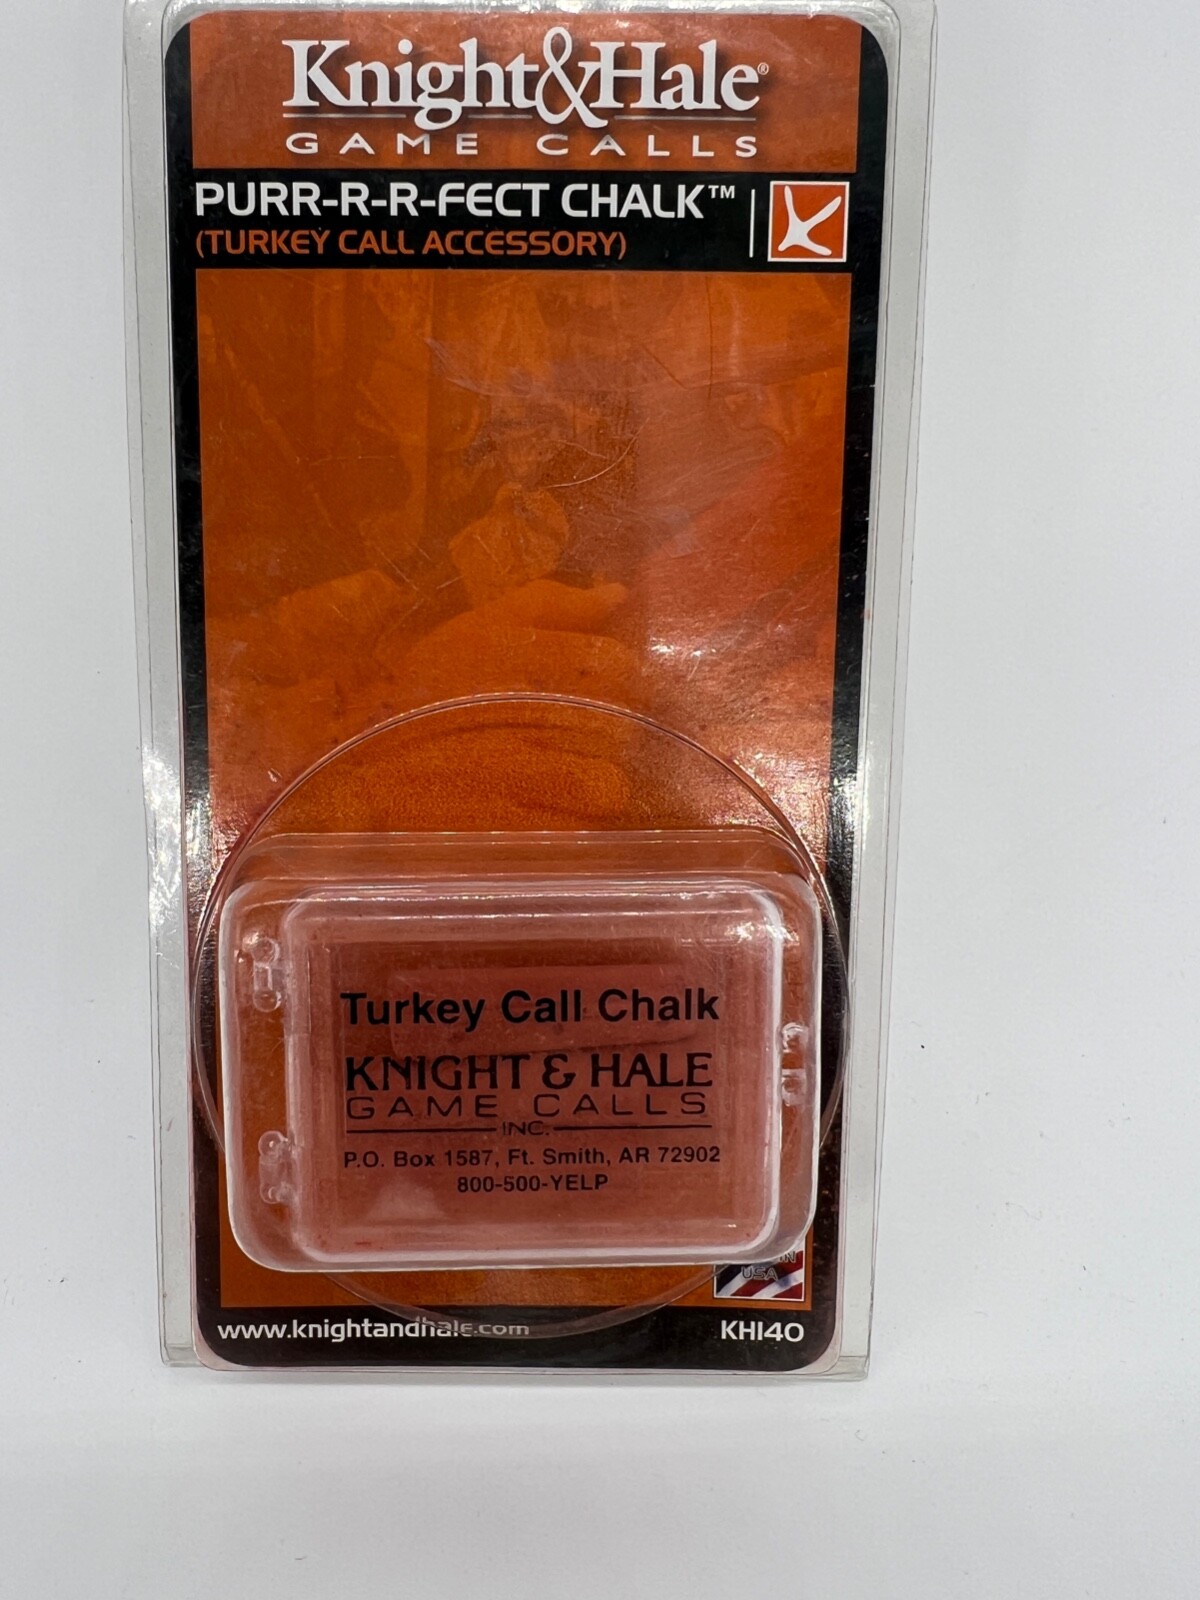 Knight&Hale®
GAME CALLS
PURR-R-R-FECT CHALK™
(TURKEY CALL ACCESSORY)
Turkey Call Chalk
KNIGHT & HALE
GAME CALLS
INC.
P.O. Box 1587, Ft. Smith, AR 72902
800-500-YELP
USA
www.knightandhale.com
KH140